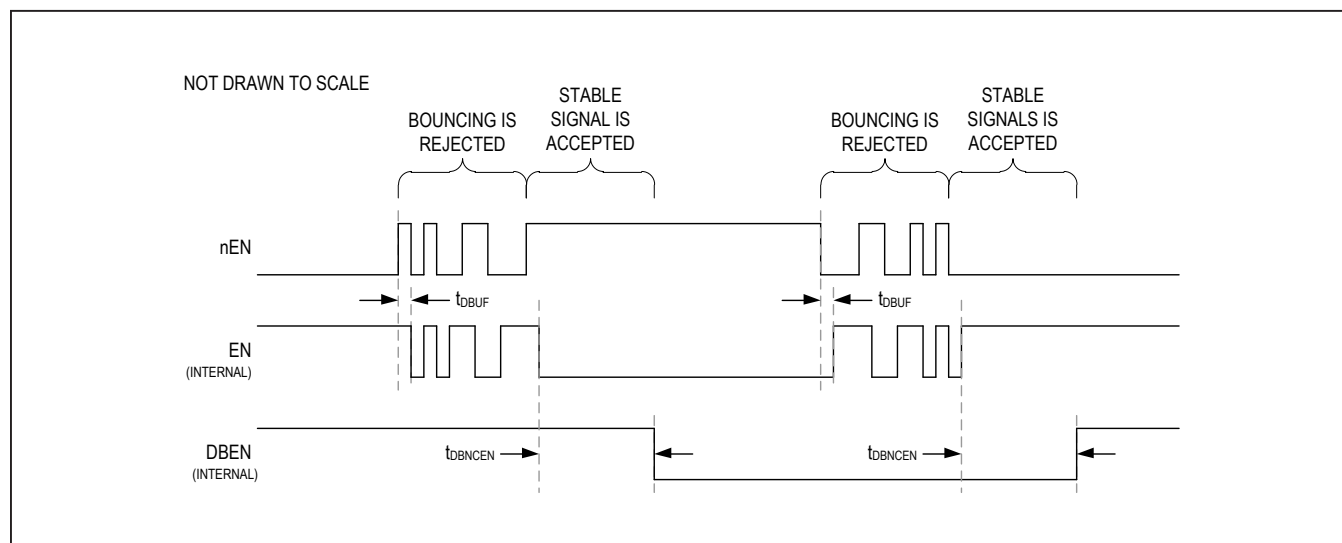 NOT DRAWN TO SCALE
BOUNCING IS
REJECTED
STABLE
SIGNAL IS
ACCEPTED
BOUNCING IS
REJECTED
STABLE
SIGNALS IS
ACCEPTED
nEN
tDBUF
tDBUF
EN
(INTERNAL)
DBEN
(INTERNAL)
tDBNCEN
tDBNCEN